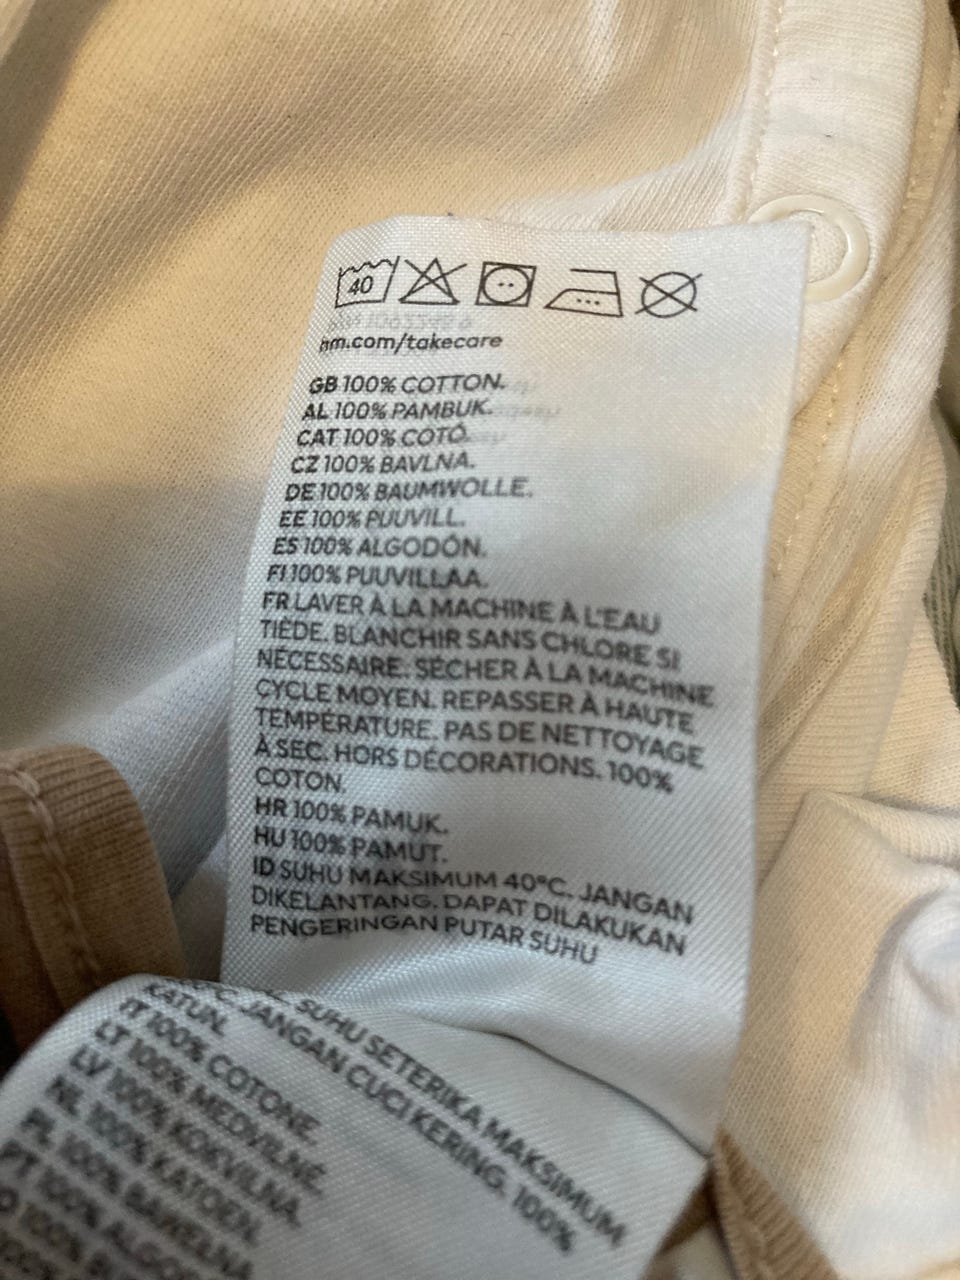 40
hm.com/takecare
GB 100% COTTON.
AL 100% PAMBUK.
CAT 100% COTÓ.
CZ 100% BAVLNA.
DE 100% BAUMWOLLE.
EE 100% PUUVILL.
ES 100% ALGODÓN.
FI 100% PUUVILLAA.
FR LAVER À LA MACHINE À L'EAU
TIÈDE. BLANCHIR SANS CHLORE SI
NÉCESSAIRE. SÉCHER À LA MACHINE
CYCLE MOYEN. REPASSER À HAUTE
TEMPÉRATURE. PAS DE NETTOYAGE
À SEC. HORS DÉCORATIONS. 100%
COTON.
HR 100% PAMUK.
HU 100% PAMUT.
ID SUHU MAKSIMUM 40°C. JANGAN
DIKELANTANG. DAPAT DILAKUKAN
PENGERINGAN PUTAR SUHU
SUHU SETERIKA MAKSIMUM
°C. JANGAN CUCI KERING. 100%
KATUN.
IT 100% COTONE.
LT 100% MEDVILNĖ.
LV 100% KOKVILNA.
NL 100% KATOEN.
PL 100% BAWEŁNA
PT 100% ALGO
100%